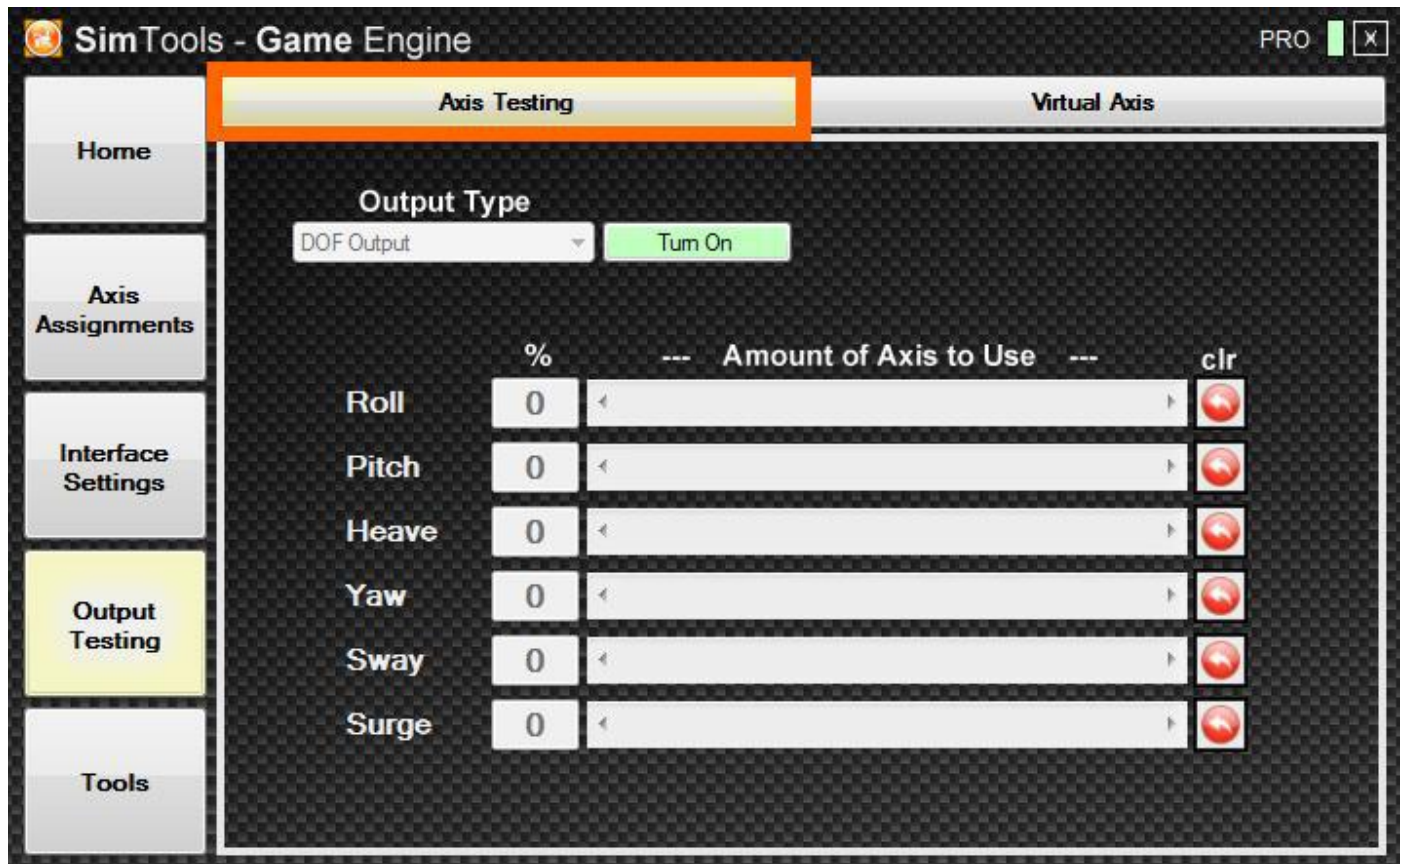 SimTools - Game Engine
PRO X
Axis Testing
Virtual Axis
Home
Axis
Assignments
Interface
Settings
Output
Testing
Tools
Output Type
DOF Output
Turn On
% --- Amount of Axis to Use --- clr
Roll 0
Pitch 0
Heave 0
Yaw 0
Sway 0
Surge 0